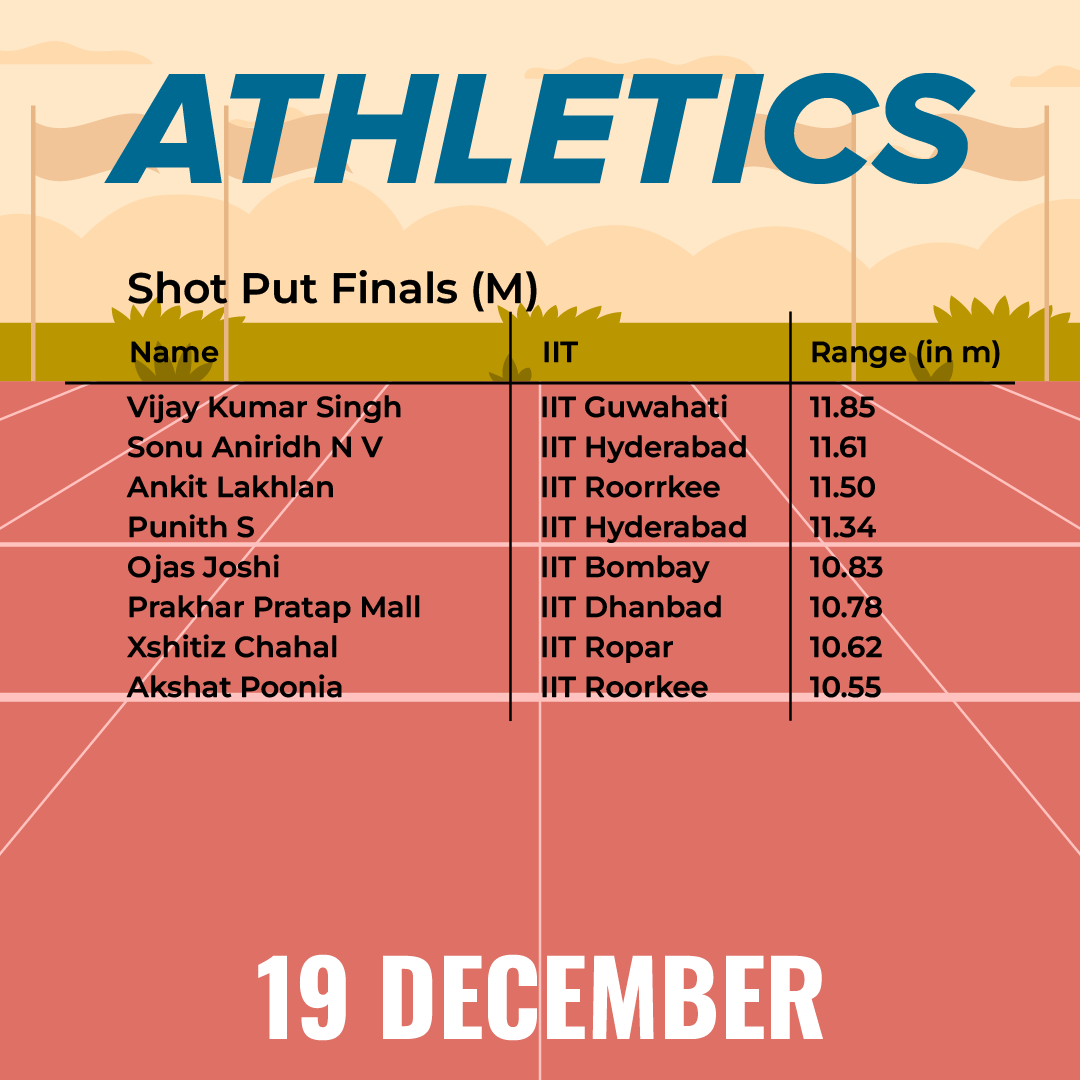 ATHLETICS
Shot Put Finals (M)
Name IIT Range (in m)
Vijay Kumar Singh IIT Guwahati 11.85
Sonu Aniridh N V IIT Hyderabad 11.61
Ankit Lakhlan IIT Roorrkee 11.50
Punith S IIT Hyderabad 11.34
Ojas Joshi IIT Bombay 10.83
Prakhar Pratap Mall IIT Dhanbad 10.78
Xshitiz Chahal IIT Ropar 10.62
Akshat Poonia IIT Roorkee 10.55
19 DECEMBER